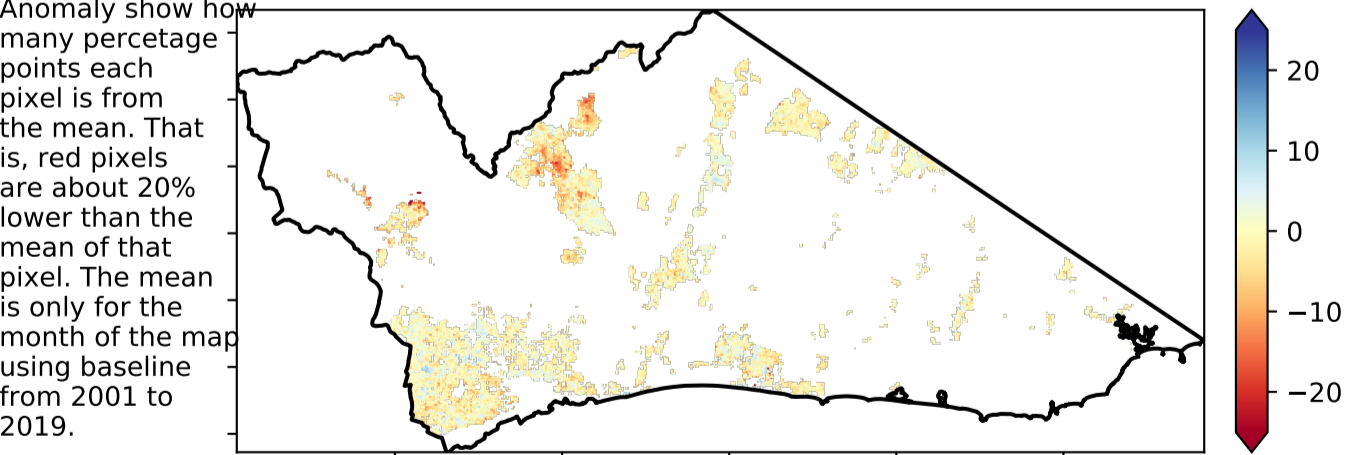 Anomaly show how
many percetage
points each
pixel is from
the mean. That
is, red pixels
are about 20%
lower than the
mean of that
pixel. The mean
is only for the
month of the map
using baseline
from 2001 to
2019.
20
10
0
−10
−20